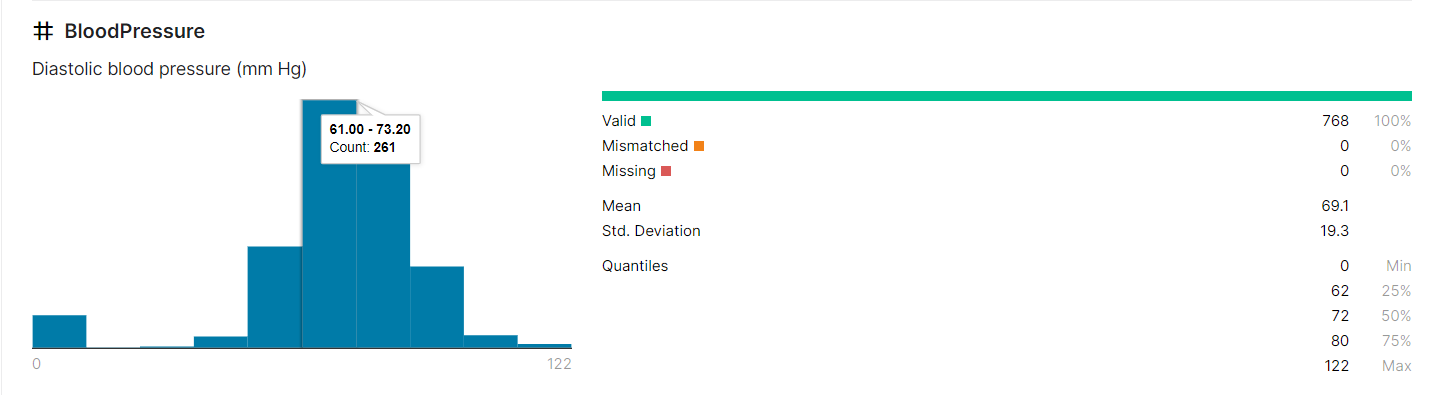 # BloodPressure
Diastolic blood pressure (mm Hg)
61.00 - 73.20
Count: 261
0 122
Valid 768 100%
Mismatched 0 0%
Missing 0 0%
Mean 69.1
Std. Deviation 19.3
Quantiles 0 Min
62 25%
72 50%
80 75%
122 Max